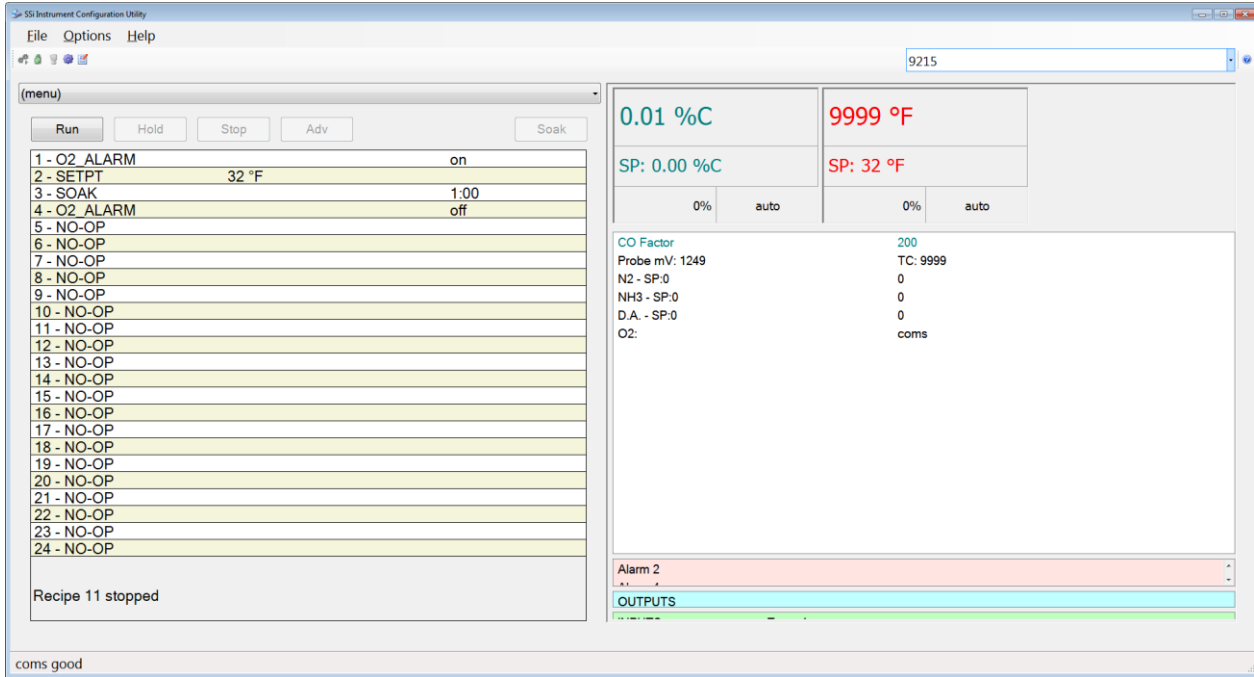 SSi Instrument Configuration Utility
File Options Help
9215
(menu)
Run Hold Stop Adv Soak
1 - O2_ALARM on
2 - SETPT 32 °F
3 - SOAK 1:00
4 - O2_ALARM off
5 - NO-OP
6 - NO-OP
7 - NO-OP
8 - NO-OP
9 - NO-OP
10 - NO-OP
11 - NO-OP
12 - NO-OP
13 - NO-OP
14 - NO-OP
15 - NO-OP
16 - NO-OP
17 - NO-OP
18 - NO-OP
19 - NO-OP
20 - NO-OP
21 - NO-OP
22 - NO-OP
23 - NO-OP
24 - NO-OP
Recipe 11 stopped
0.01 %C 9999 °F
SP: 0.00 %C SP: 32 °F
0% auto 0% auto
CO Factor 200
Probe mV: 1249 TC: 9999
N2 - SP:0 0
NH3 - SP:0 0
D.A. - SP:0 0
O2: coms
Alarm 2
OUTPUTS
coms good